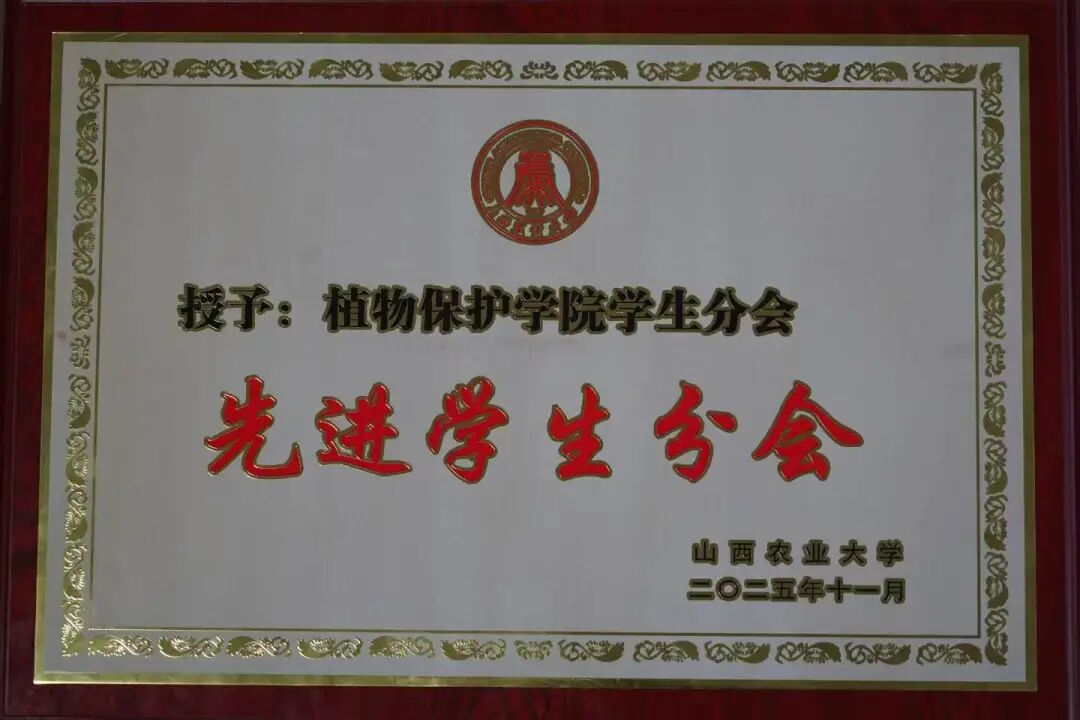 授予：植物保护学院学生分会
先进学生分会
山西农业大学
二〇二五年十一月